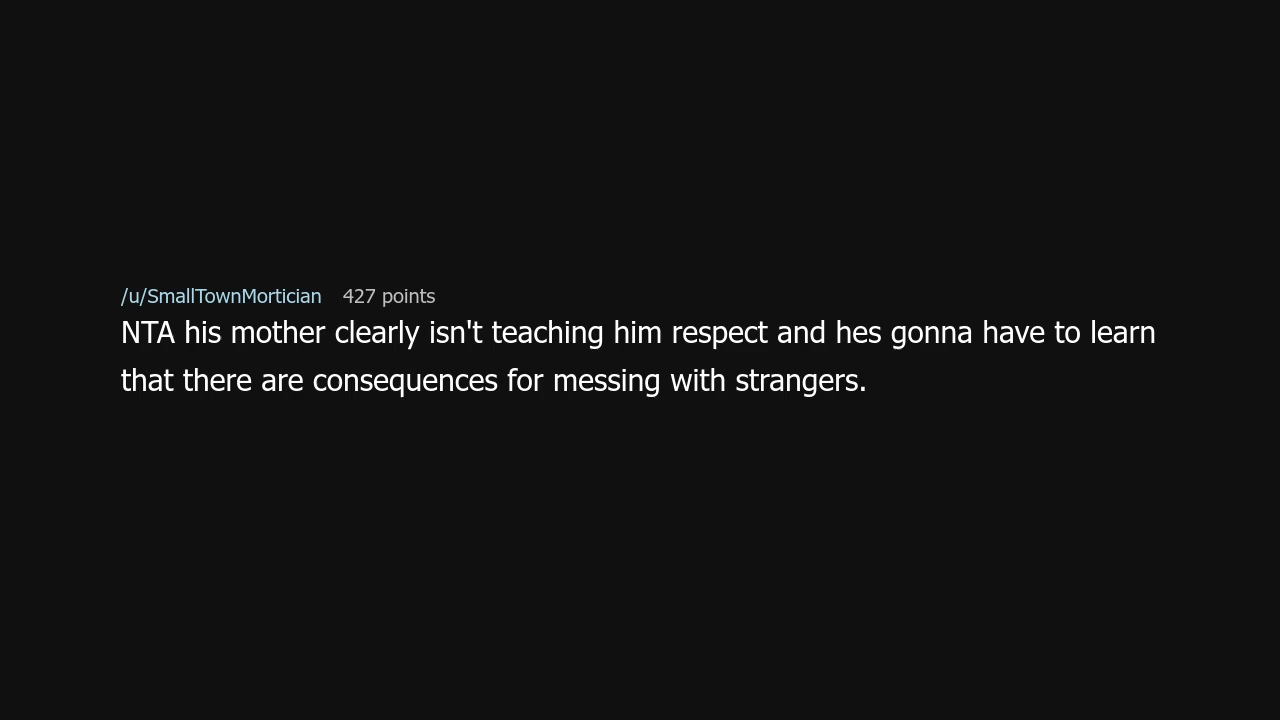 /u/SmallTownMortician 427 points
NTA his mother clearly isn't teaching him respect and hes gonna have to learn
that there are consequences for messing with strangers.